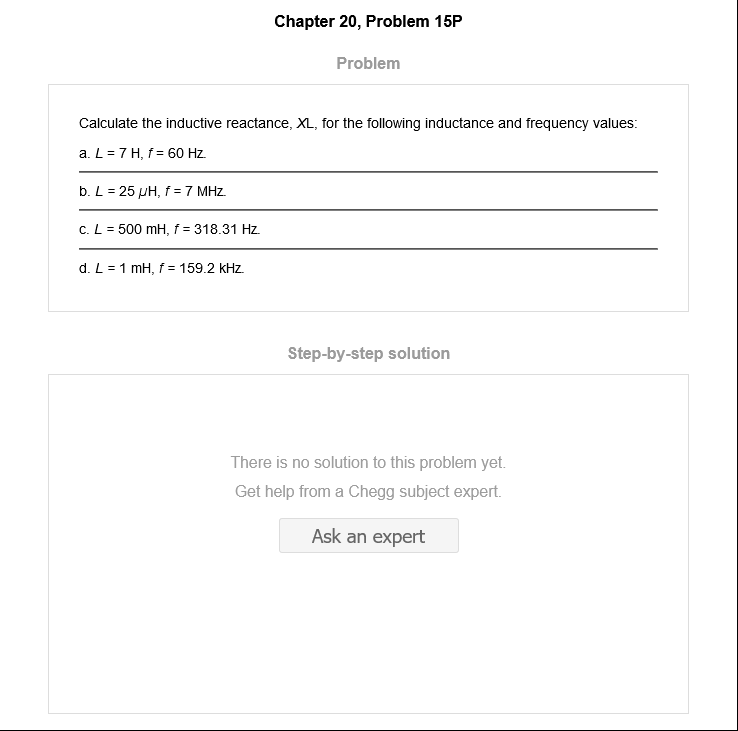 Chapter 20, Problem 15P
Problem
Calculate the inductive reactance, XL, for the following inductance and frequency values:
a. L = 7 H, f = 60 Hz.
b. L = 25 μH, f = 7 MHz.
c. L = 500 mH, f = 318.31 Hz.
d. L = 1 mH, f = 159.2 kHz.
Step-by-step solution
There is no solution to this problem yet.
Get help from a Chegg subject expert.
Ask an expert